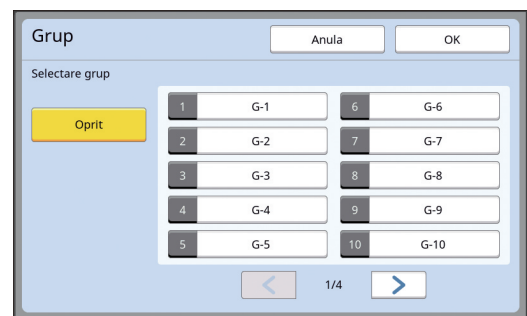 Grup
Anula
OK
Selectare grup
Oprit
1 G-1
2 G-2
3 G-3
4 G-4
5 G-5
6 G-6
7 G-7
8 G-8
9 G-9
10 G-10
1/4